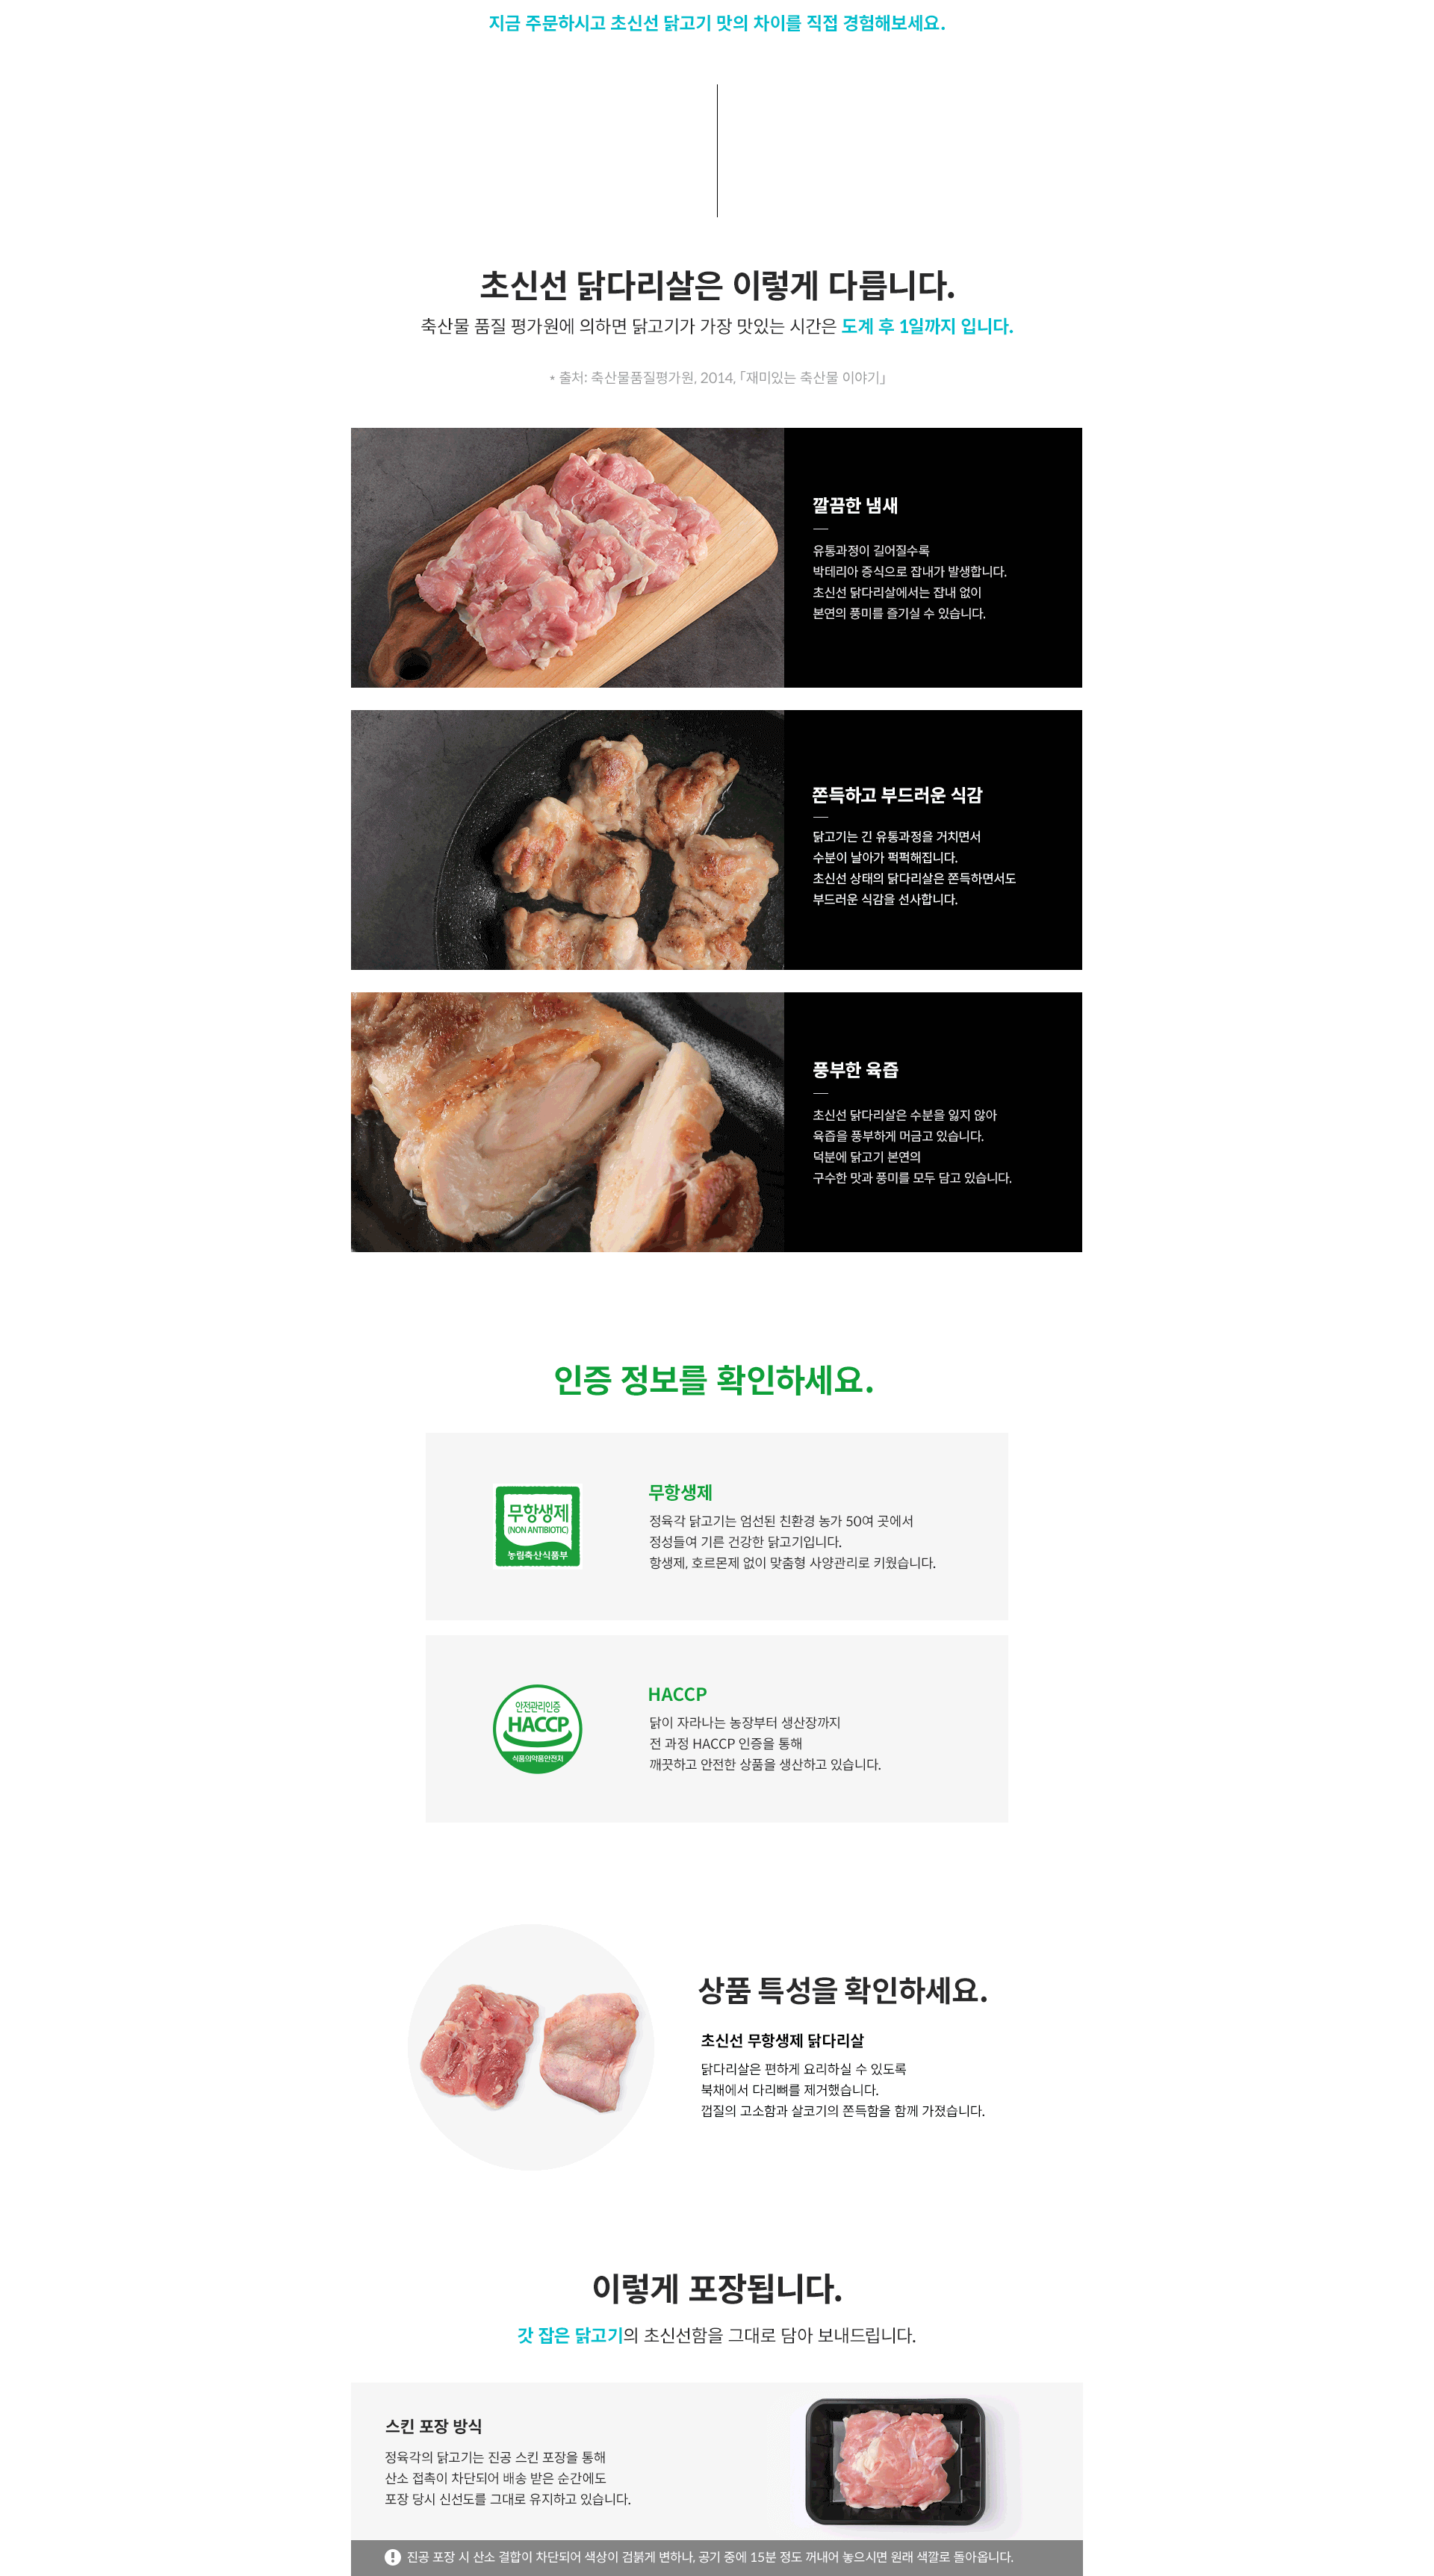 지금 주문하시고 초신선 닭고기 맛의 차이를 직접 경험해보세요.
초신선 닭다리살은 이렇게 다릅니다.
축산물 품질 평가원에 의하면 닭고기가 가장 맛있는 시간은 도계 후 1일까지 입니다.
* 출처: 축산물품질평가원, 2014, 「재미있는 축산물 이야기」
깔끔한 냄새
유통과정이 길어질수록
박테리아 증식으로 잡내가 발생합니다.
초신선 닭다리살에서는 잡내 없이
본연의 풍미를 즐기실 수 있습니다.
쫀득하고 부드러운 식감
닭고기는 긴 유통과정을 거치면서
수분이 날아가 퍽퍽해집니다.
초신선 상태의 닭다리살은 쫀득하면서도
부드러운 식감을 선사합니다.
풍부한 육즙
초신선 닭다리살은 수분을 잃지 않아
육즙을 풍부하게 머금고 있습니다.
덕분에 닭고기 본연의
구수한 맛과 풍미를 모두 담고 있습니다.
인증 정보를 확인하세요.
무항생제
(NON ANTIBIOTIC)
농림축산식품부
무항생제
정육각 닭고기는 엄선된 친환경 농가 50여 곳에서
정성들여 기른 건강한 닭고기입니다.
항생제, 호르몬제 없이 맞춤형 사양관리로 키웠습니다.
안전관리인증
HACCP
식품의약품안전처
HACCP
닭이 자라나는 농장부터 생산장까지
전 과정 HACCP 인증을 통해
깨끗하고 안전한 상품을 생산하고 있습니다.
상품 특성을 확인하세요.
초신선 무항생제 닭다리살
닭다리살은 편하게 요리하실 수 있도록
북채에서 다리뼈를 제거했습니다.
껍질의 고소함과 살코기의 쫀득함을 함께 가졌습니다.
이렇게 포장됩니다.
갓 잡은 닭고기의 초신선함을 그대로 담아 보내드립니다.
스킨 포장 방식
정육각의 닭고기는 진공 스킨 포장을 통해
산소 접촉이 차단되어 배송 받은 순간에도
포장 당시 신선도를 그대로 유지하고 있습니다.
진공 포장 시 산소 결합이 차단되어 색상이 검붉게 변하나, 공기 중에 15분 정도 꺼내어 놓으시면 원래 색깔로 돌아옵니다.